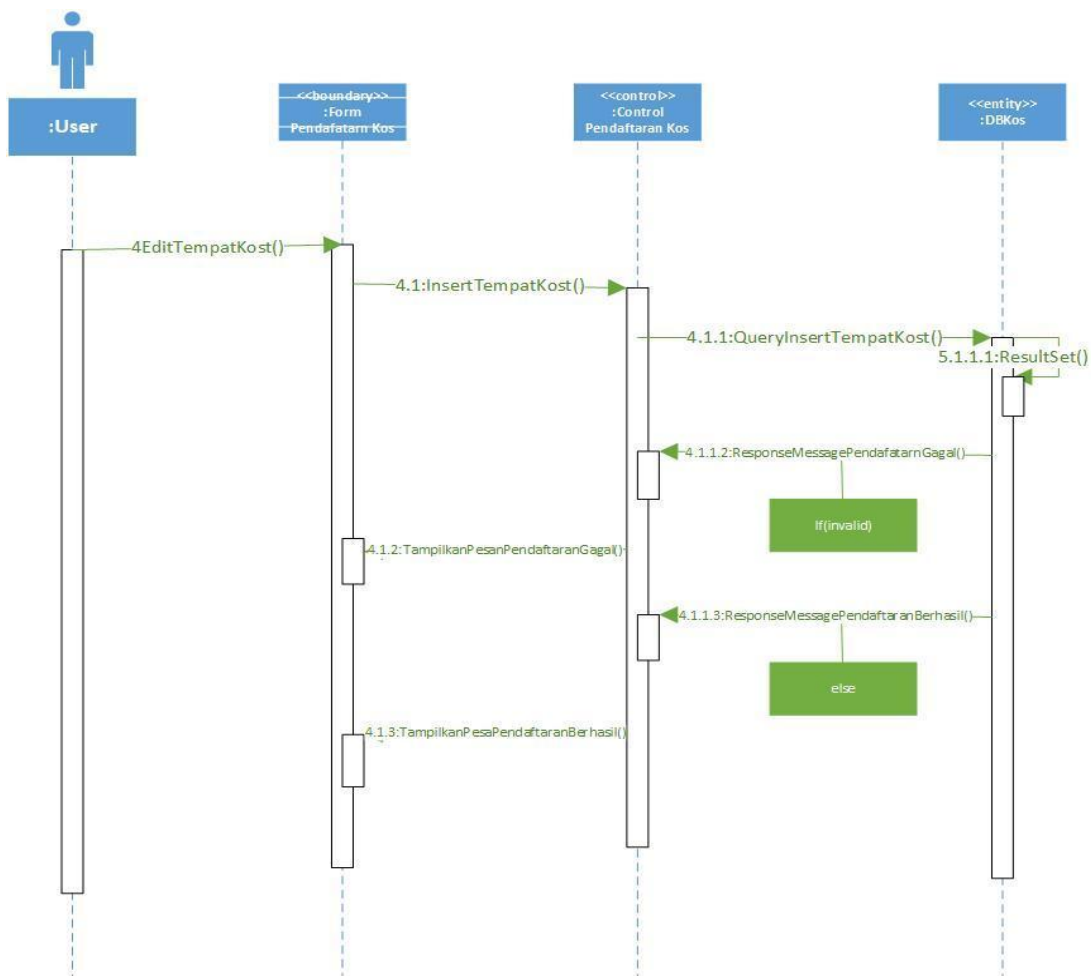 :User
<<boundary>>
:Form
Pendafatarn Kos
<<control>>
:Control
Pendaftaran Kos
<<entity>>
:DBKos
4EditTempatKost()
4.1:InsertTempatKost()
4.1.1:QueryInsertTempatKost()
5.1.1.1:ResultSet()
4.1.1.2:ResponseMessagePendafatarnGagal()
If(invalid)
4.1.2:TampilkanPesanPendaftaranGagal()
4.1.1.3:ResponseMessagePendaftaranBerhasil()
else
4.1.3:TampilkanPesaPendaftaranBerhasil()